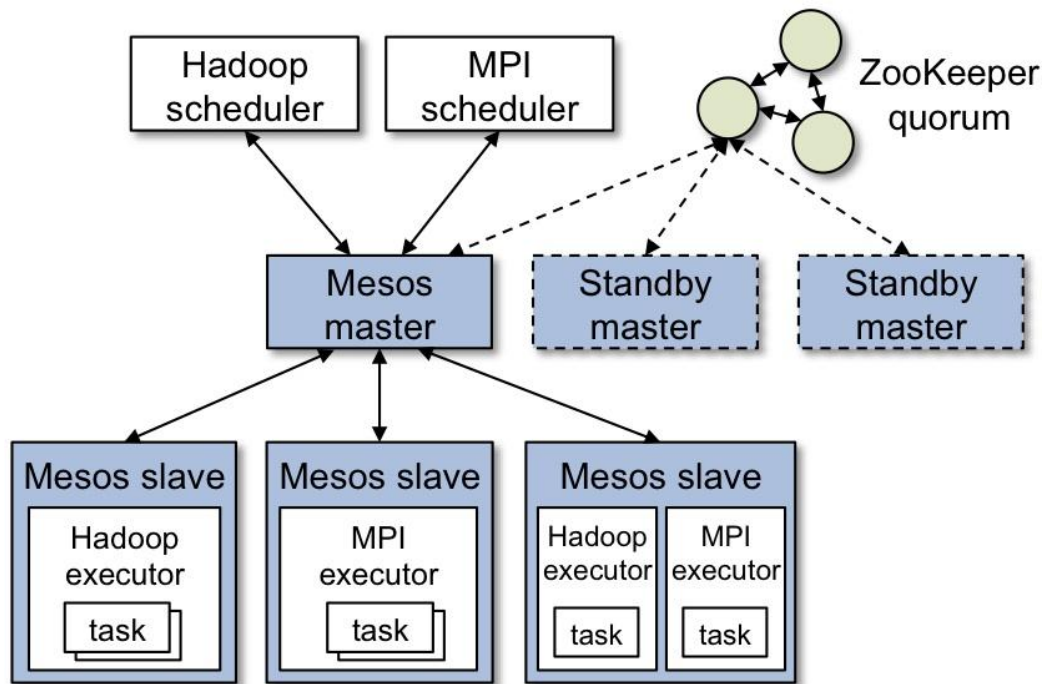 Hadoop
scheduler
MPI
scheduler
ZooKeeper
quorum
Mesos
master
Standby
master
Standby
master
Mesos slave
Hadoop
executor
task
Mesos slave
MPI
executor
task
Mesos slave
Hadoop
executor
task
MPI
executor
task